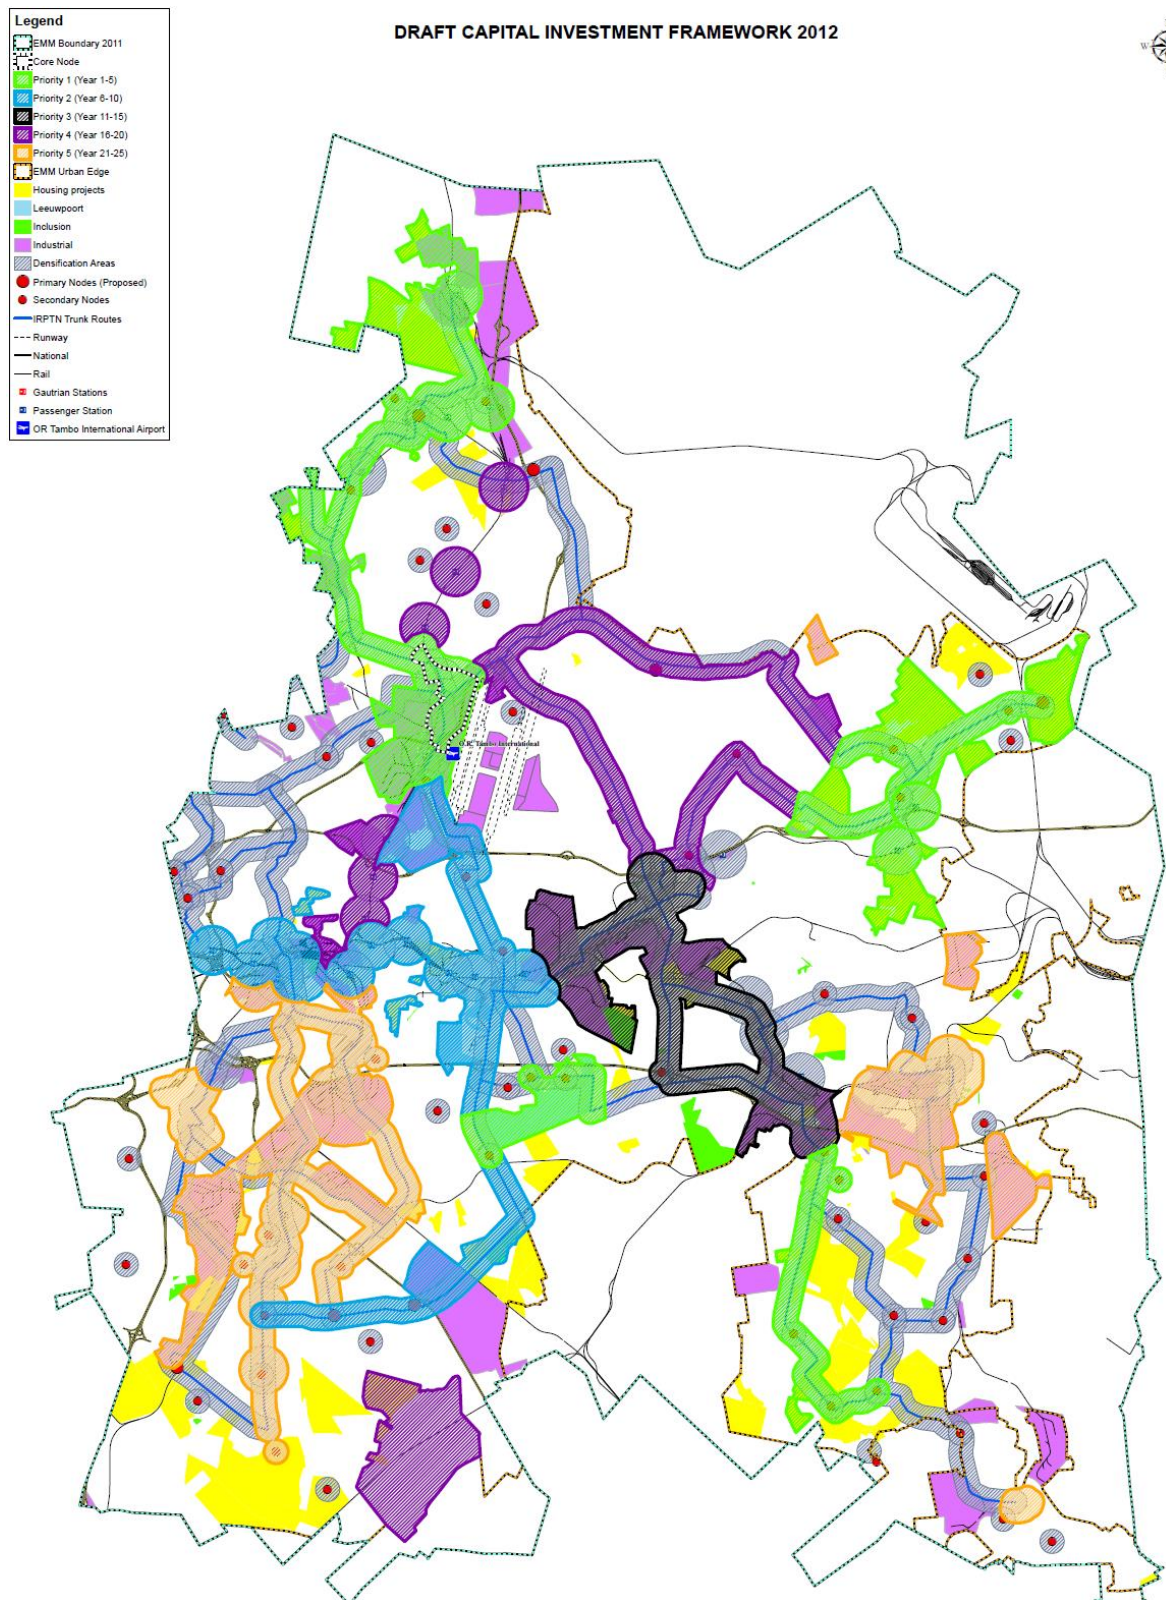 DRAFT CAPITAL INVESTMENT FRAMEWORK 2012
Legend
EMM Boundary 2011
Core Node
Priority 1 (Year 1-5)
Priority 2 (Year 6-10)
Priority 3 (Year 11-15)
Priority 4 (Year 16-20)
Priority 5 (Year 21-25)
EMM Urban Edge
Housing projects
Leeuwpoort
Inclusion
Industrial
Densification Areas
Primary Nodes (Proposed)
Secondary Nodes
IRPTN Trunk Routes
Runway
National
Rail
Gautrian Stations
Passenger Station
OR Tambo International Airport
W
O.R. Tambo International